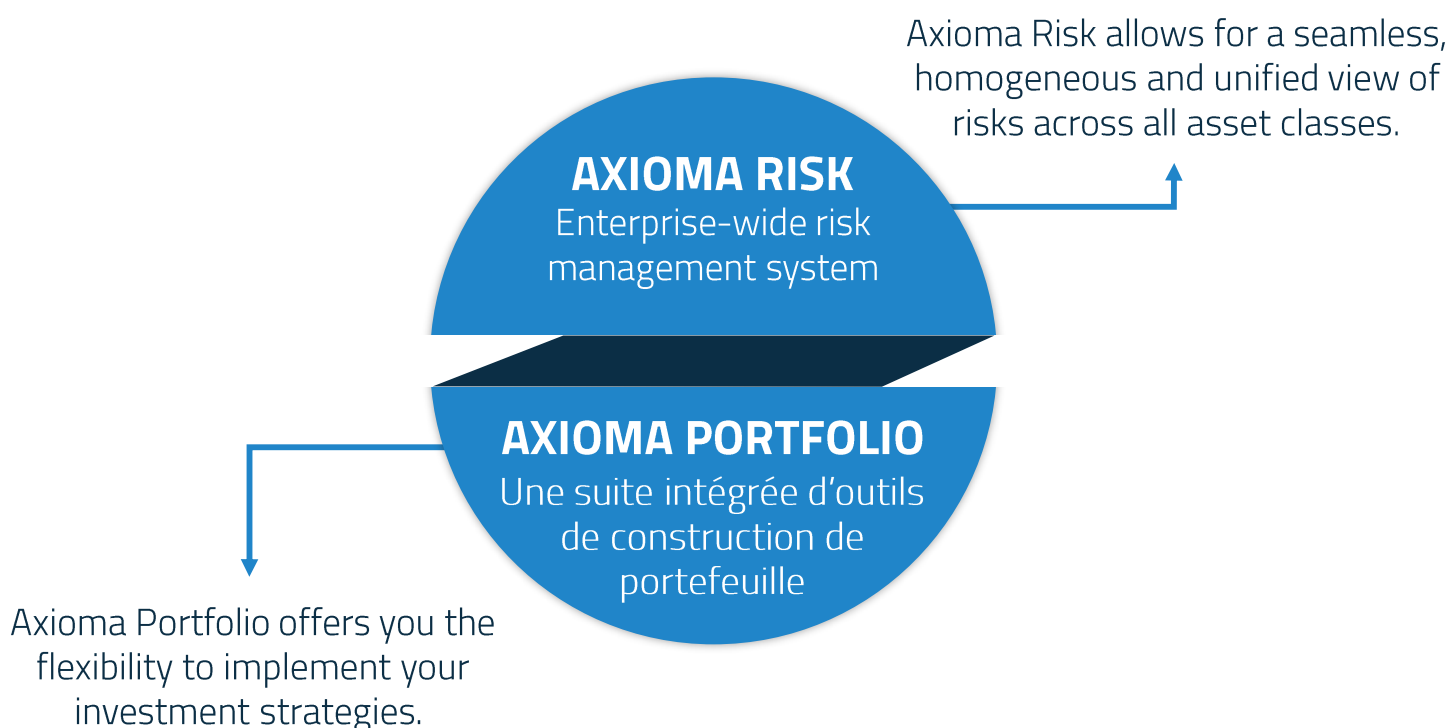 Axioma Risk allows for a seamless,
homogeneous and unified view of
risks across all asset classes.
AXIOMA RISK
Enterprise-wide risk
management system
AXIOMA PORTFOLIO
Une suite intégrée d'outils
de construction de
portefeuille
Axioma Portfolio offers you the
flexibility to implement your
investment strategies.